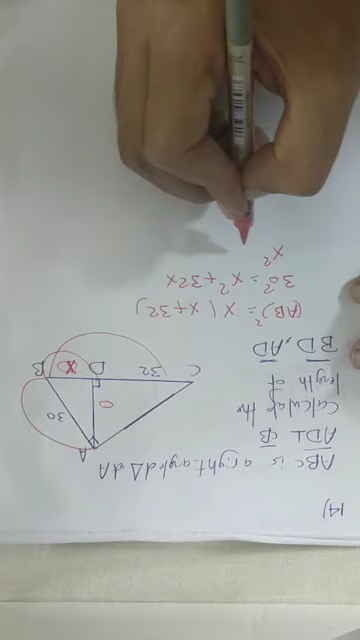 14)
ABC is a right-angled Δ at A
AD ⊥ CB
Calculate the
length of
BD, AD
A
30
B
X
D
32
C
(AB)² = X (X + 32)
30² = X² + 32X
X²